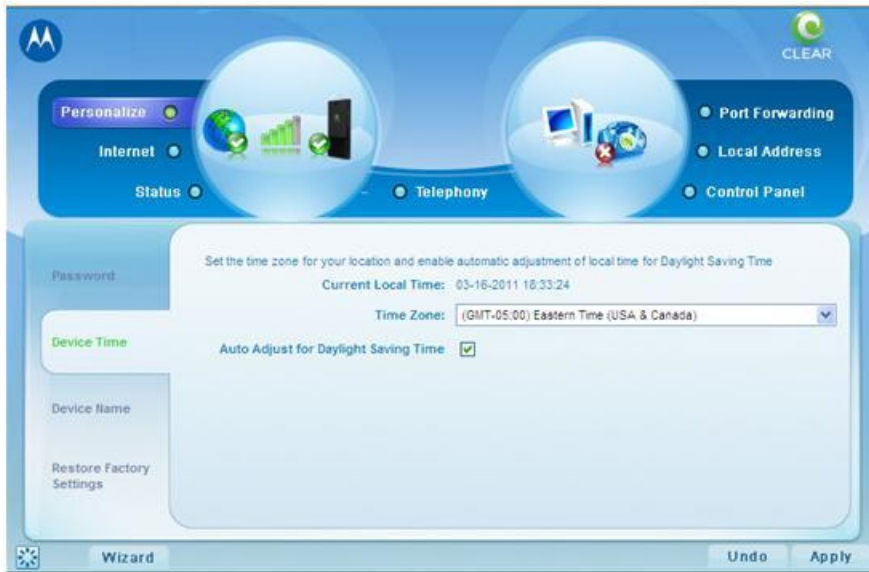 CLEAR
Personalize
Internet
Status
Telephony
Port Forwarding
Local Address
Control Panel
Password
Device Time
Device Name
Restore Factory
Settings
Set the time zone for your location and enable automatic adjustment of local time for Daylight Saving Time
Current Local Time: 03-16-2011 18:33:24
Time Zone: (GMT-05:00) Eastern Time (USA & Canada)
Auto Adjust for Daylight Saving Time
Wizard
Undo
Apply